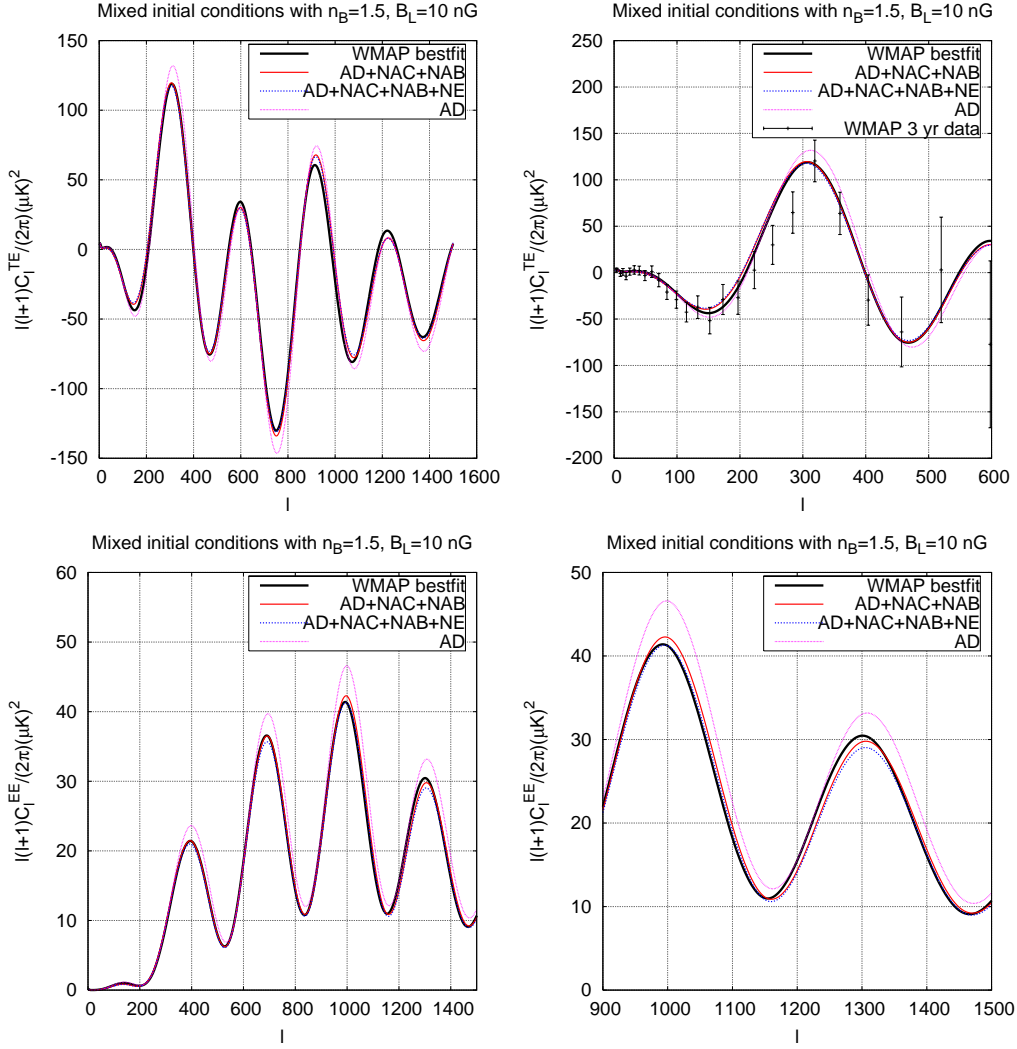 Mixed initial conditions with n_B=1.5, B_L=10 nG
150
100
50
0
-50
-100
-150
0 200 400 600 800 1000 1200 1400 1600
l(l+1)C_l^TE/(2π)(μK)^2
l
WMAP bestfit
AD+NAC+NAB
AD+NAC+NAB+NE
AD
Mixed initial conditions with n_B=1.5, B_L=10 nG
250
200
150
100
50
0
-50
-100
-150
-200
0 100 200 300 400 500 600
l(l+1)C_l^TE/(2π)(μK)^2
l
WMAP bestfit
AD+NAC+NAB
AD+NAC+NAB+NE
AD
WMAP 3 yr data
Mixed initial conditions with n_B=1.5, B_L=10 nG
60
50
40
30
20
10
0
0 200 400 600 800 1000 1200 1400
l(l+1)C_l^EE/(2π)(μK)^2
l
WMAP bestfit
AD+NAC+NAB
AD+NAC+NAB+NE
AD
Mixed initial conditions with n_B=1.5, B_L=10 nG
50
40
30
20
10
0
900 1000 1100 1200 1300 1400 1500
l(l+1)C_l^EE/(2π)(μK)^2
l
WMAP bestfit
AD+NAC+NAB
AD+NAC+NAB+NE
AD